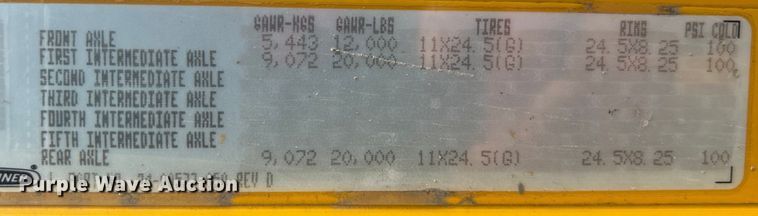 GAWR-KGS GAWR-LBS TIRES RIMS PSI COLD
FRONT AXLE 5,443 12,000 11X24.5(G) 24.5X8.25 100
FIRST INTERMEDIATE AXLE 9,072 20,000 11X24.5(G) 24.5X8.25 100
SECOND INTERMEDIATE AXLE
THIRD INTERMEDIATE AXLE
FOURTH INTERMEDIATE AXLE
FIFTH INTERMEDIATE AXLE
REAR AXLE 9,072 20,000 11X24.5(G) 24.5X8.25 100
Purple Wave Auction
REV D